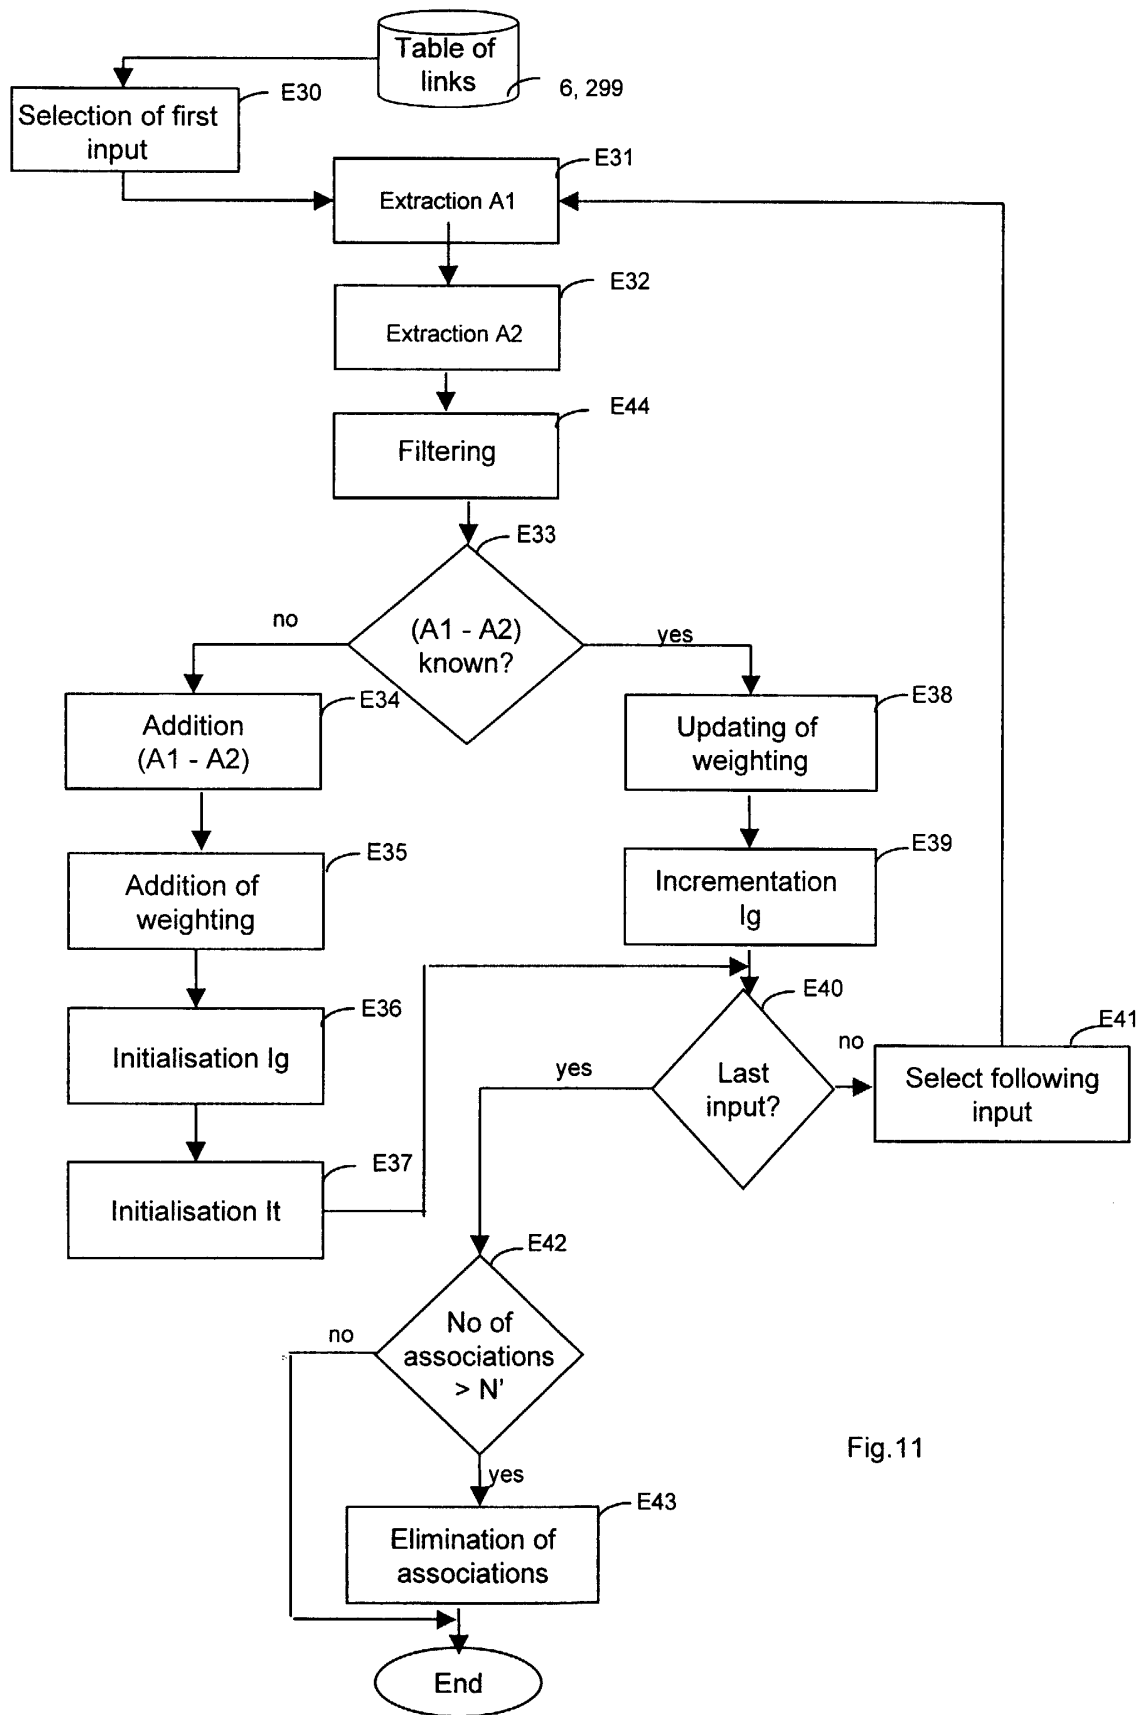 Table of
links
6, 299
E30
Selection of first
input
E31
Extraction A1
E32
Extraction A2
E44
Filtering
E33
(A1 - A2)
known?
no
yes
E34
Addition
(A1 - A2)
E38
Updating of
weighting
E35
Addition of
weighting
E39
Incrementation
Ig
E36
Initialisation Ig
E40
Last
input?
no
yes
E41
Select following
input
E37
Initialisation It
E42
No of
associations
> N'
no
yes
E43
Elimination of
associations
End
Fig.11